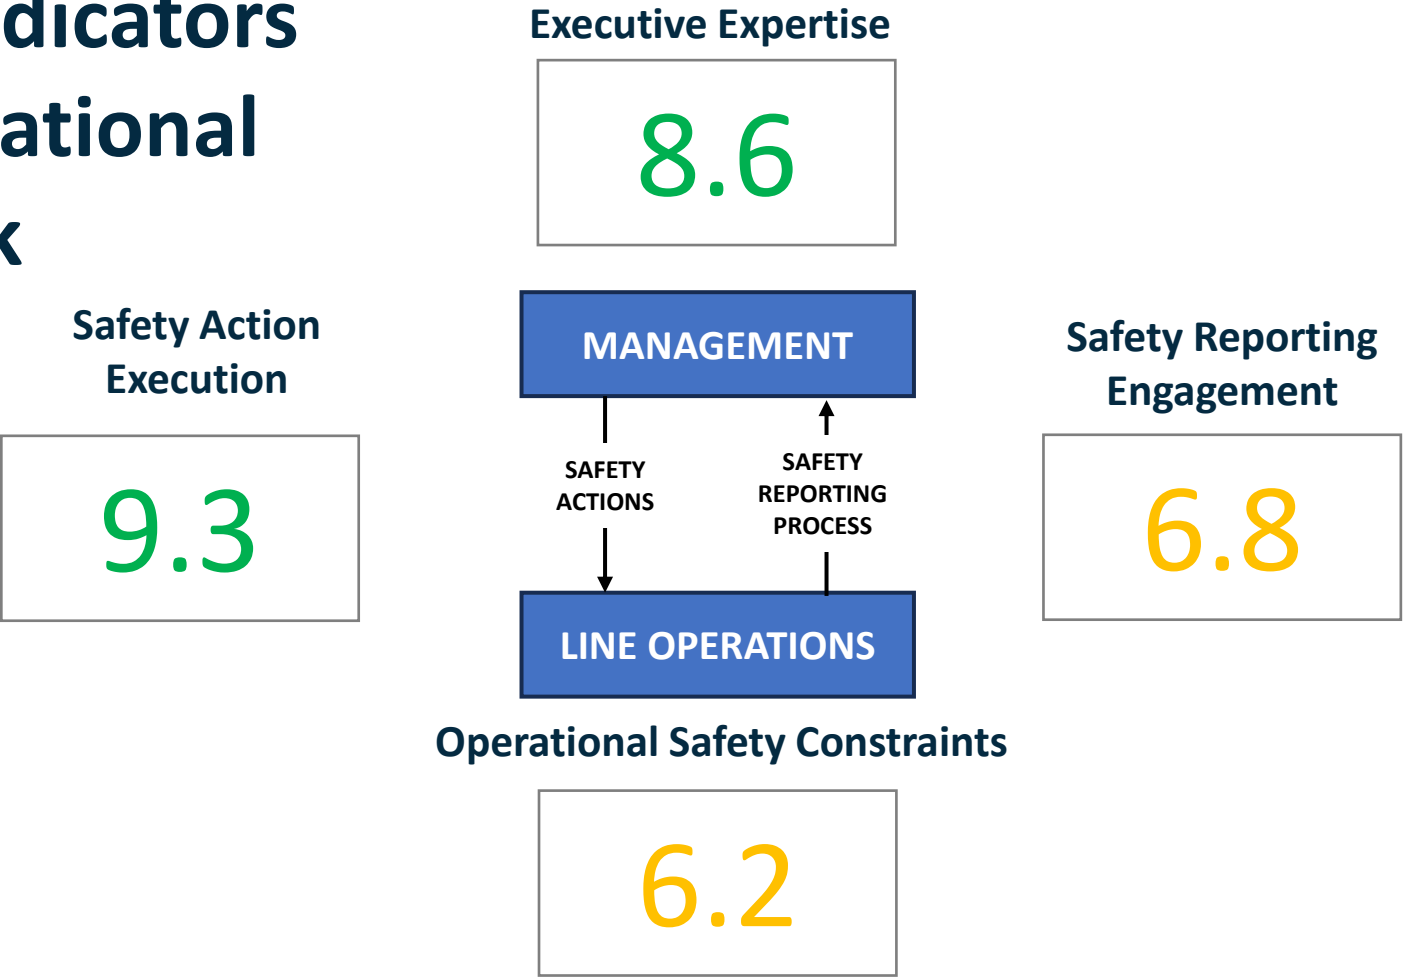 dicators
ational
k
Executive Expertise
8.6
Safety Action
Execution
9.3
MANAGEMENT
SAFETY
ACTIONS
SAFETY
REPORTING
PROCESS
LINE OPERATIONS
Safety Reporting
Engagement
6.8
Operational Safety Constraints
6.2